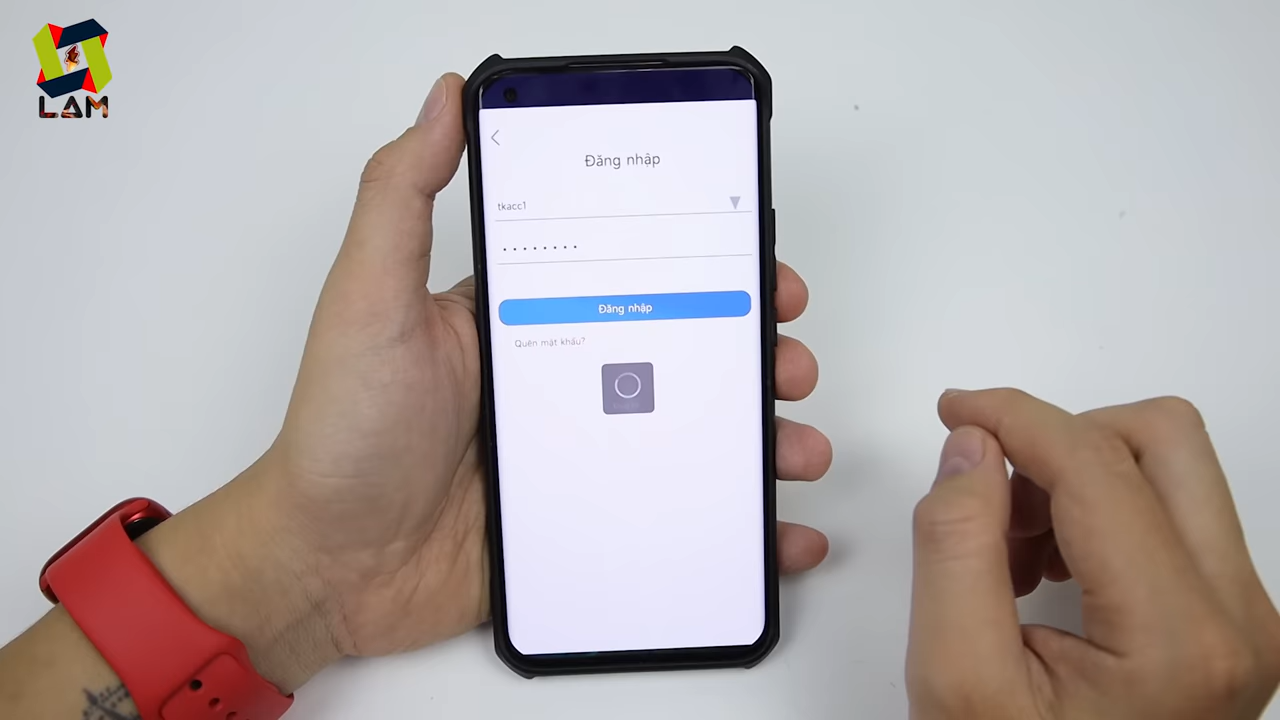 LAM
Đăng nhập
tkacc1
••••••••
Đăng nhập
Quên mật khẩu?